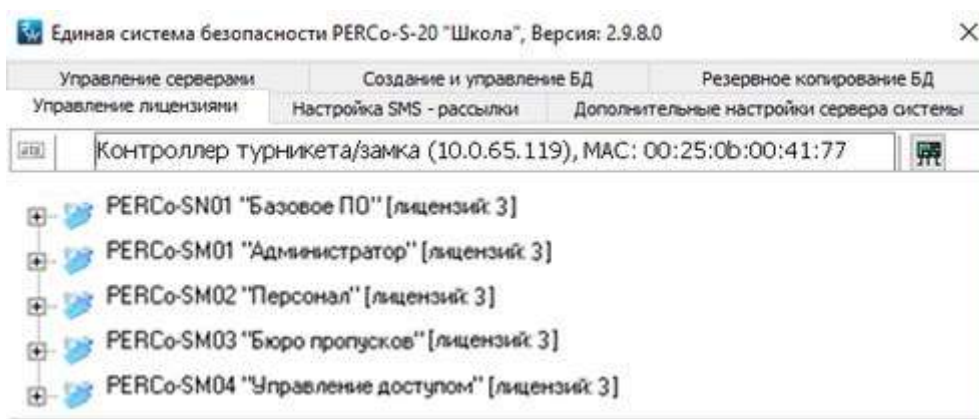 Единая система безопасности PERCo-S-20 "Школа", Версия: 2.9.8.0
Управление серверами Создание и управление БД Резервное копирование БД
Управление лицензиями Настройка SMS - рассылки Дополнительные настройки сервера системы
Контроллер турникета/замка (10.0.65.119), MAC: 00:25:0b:00:41:77
PERCo-SN01 "Базовое ПО" [лицензий: 3]
PERCo-SM01 "Администратор" [лицензий: 3]
PERCo-SM02 "Персонал" [лицензий: 3]
PERCo-SM03 "Бюро пропусков" [лицензий: 3]
PERCo-SM04 "Управление доступом" [лицензий: 3]